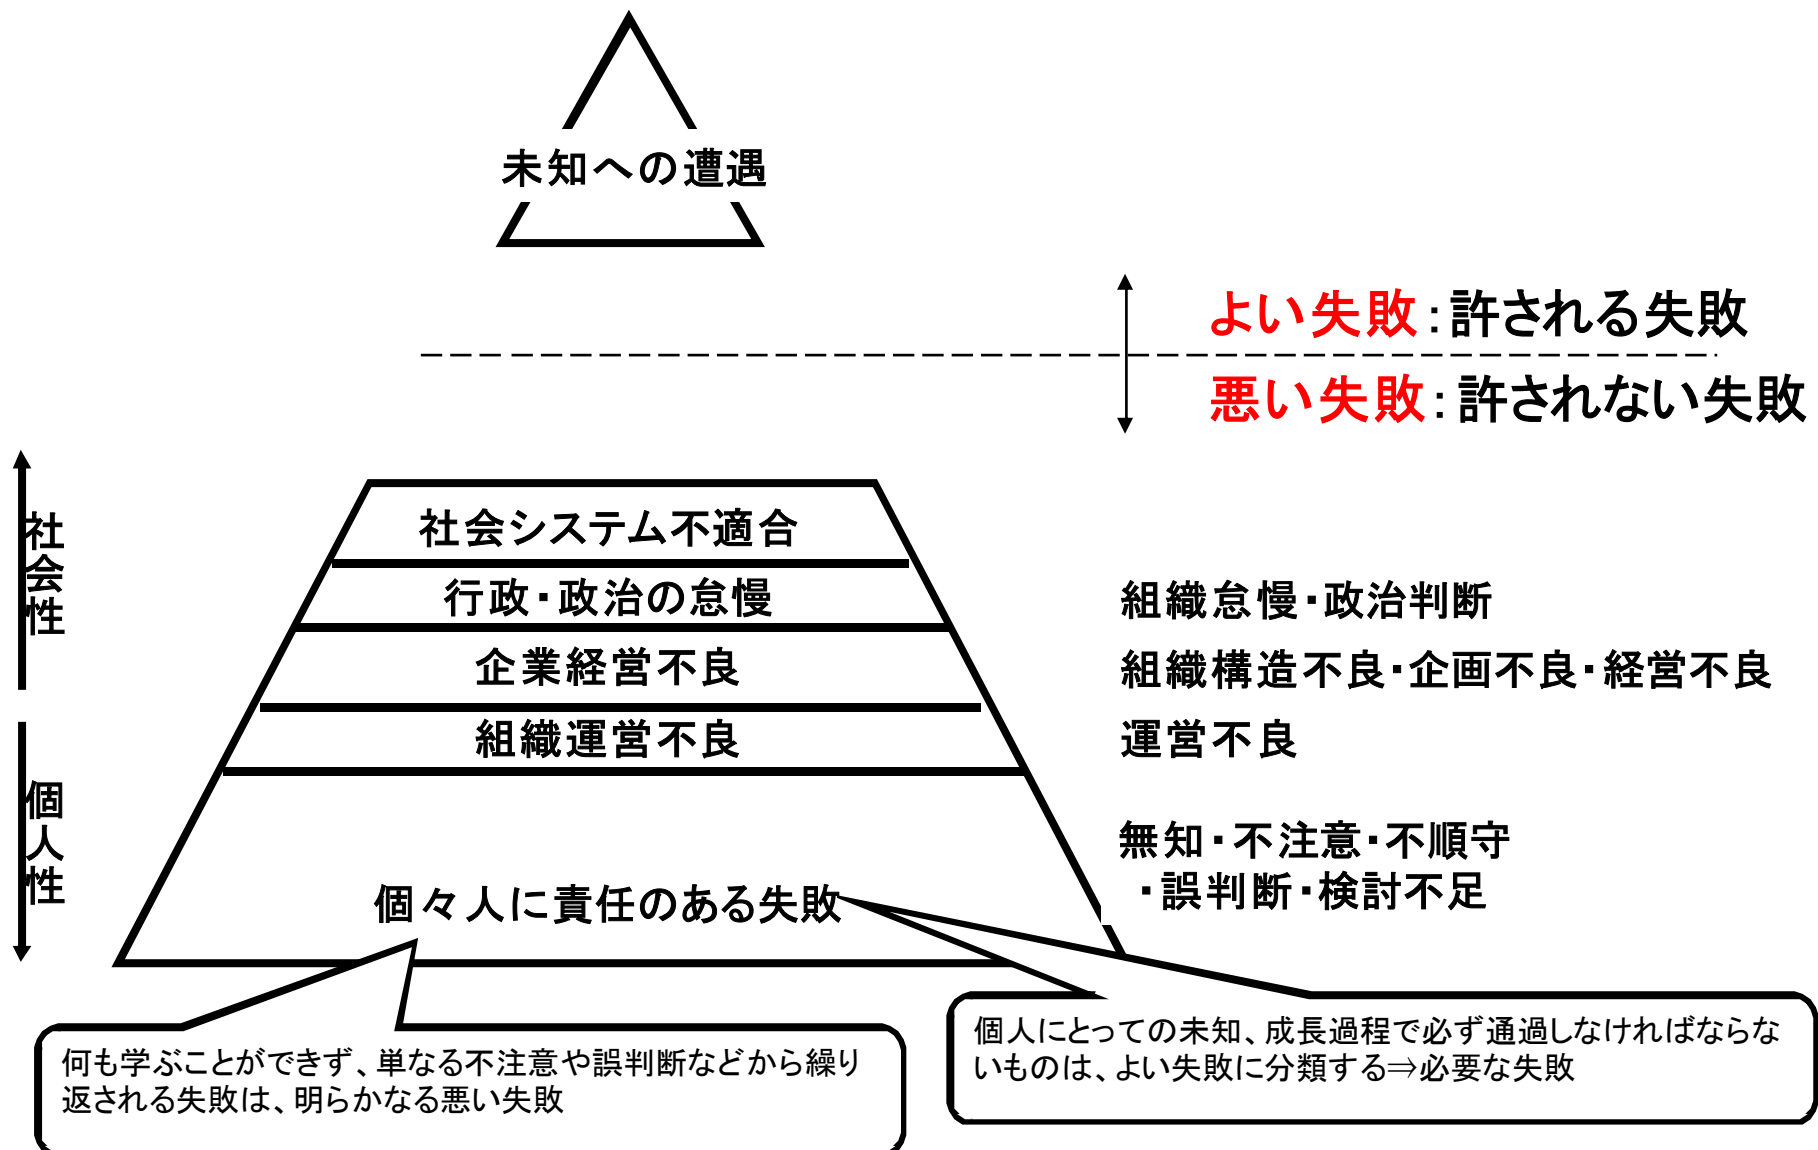 未知への遭遇
よい失敗：許される失敗
悪い失敗：許されない失敗
社会性
社会システム不適合
行政・政治の怠慢
組織怠慢・政治判断
企業経営不良
組織構造不良・企画不良・経営不良
組織運営不良
運営不良
個人性
無知・不注意・不順守
・誤判断・検討不足
個々人に責任のある失敗
何も学ぶことができず、単なる不注意や誤判断などから繰り
返される失敗は、明らかなる悪い失敗
個人にとっての未知、成長過程で必ず通過しなければならな
いものは、よい失敗に分類する⇒必要な失敗